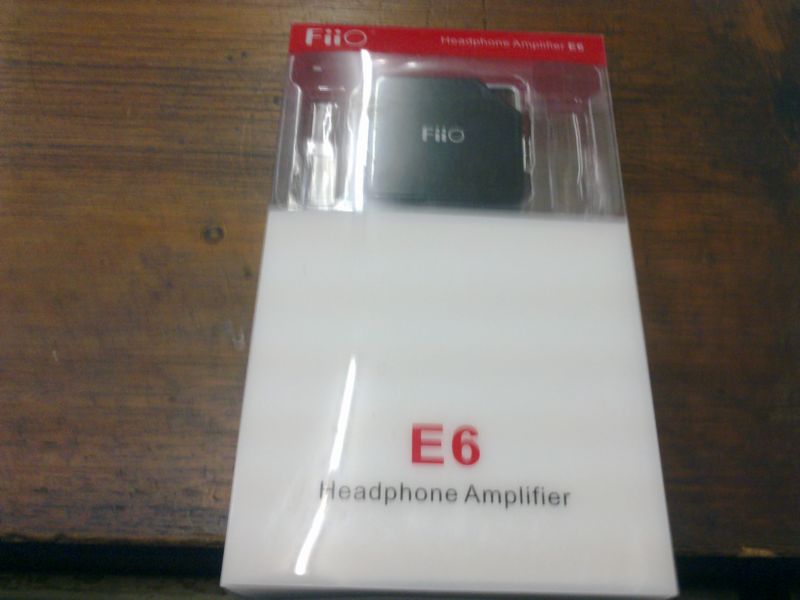 FiiO
Headphone Amplifier E6
FiiO
E6
Headphone Amplifier